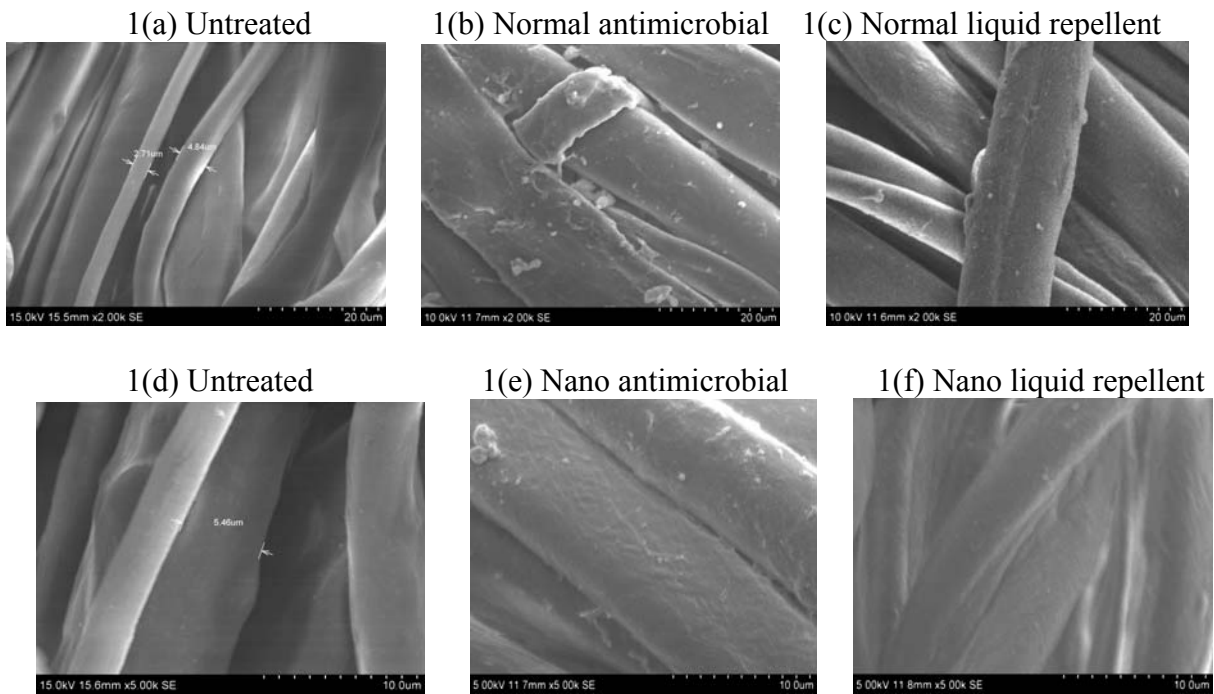 1(a) Untreated
1(b) Normal antimicrobial
1(c) Normal liquid repellent
2.71um
4.84um
15.0kV 15.5mm x2.00k SE
20.0um
10.0kV 11.7mm x2.00k SE
20.0um
10.0kV 11.6mm x2.00k SE
20.0um
1(d) Untreated
1(e) Nano antimicrobial
1(f) Nano liquid repellent
5.46um
15.0kV 15.6mm x5.00k SE
10.0um
5.00kV 11.7mm x5.00k SE
10.0um
5.00kV 11.8mm x5.00k SE
10.0um